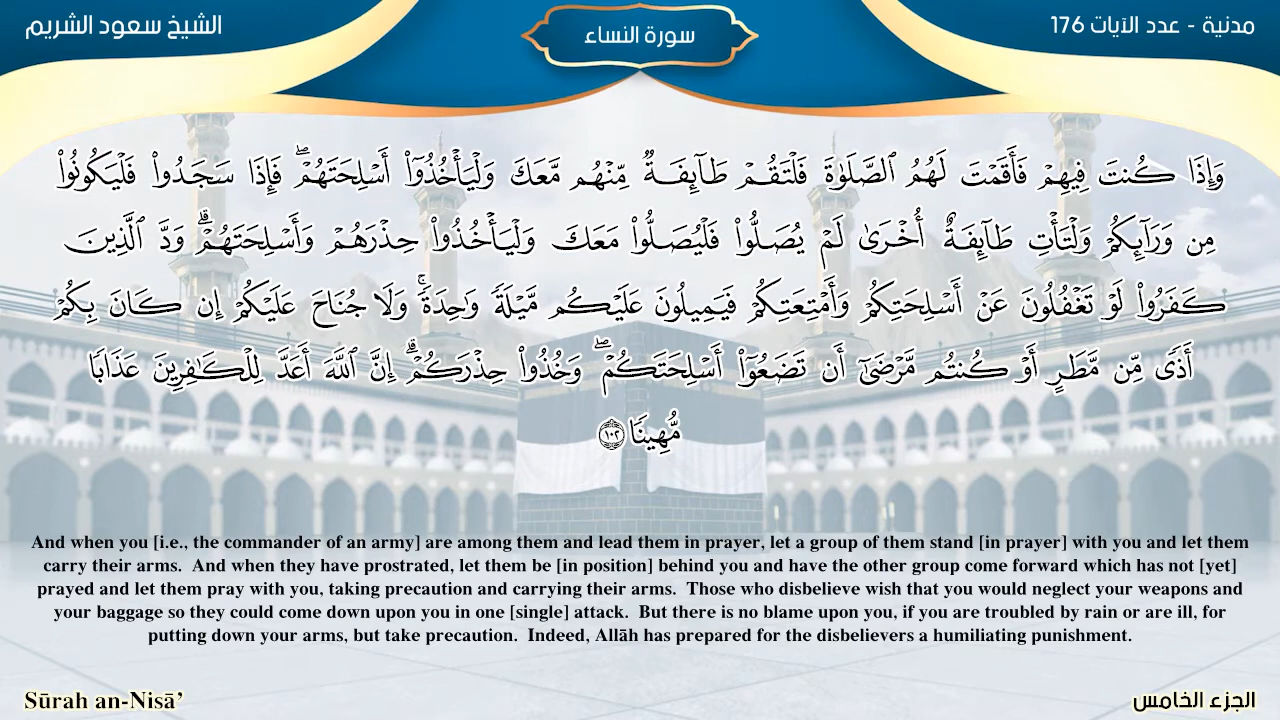 الشيخ سعود الشريم
سورة النساء
مدنية - عدد الآيات 176
وَإِذَا كُنتَ فِيهِمْ فَأَقَمْتَ لَهُمُ ٱلصَّلَوٰةَ فَلْتَقُمْ طَآئِفَةٌ مِّنْهُم مَّعَكَ وَلْيَأْخُذُوٓا۟ أَسْلِحَتَهُمْ ۖ فَإِذَا سَجَدُوا۟ فَلْيَكُونُوا۟
مِن وَرَآئِكُمْ وَلْتَأْتِ طَآئِفَةٌ أُخْرَىٰ لَمْ يُصَلُّوا۟ فَلْيُصَلُّوا۟ مَعَكَ وَلْيَأْخُذُوا۟ حِذْرَهُمْ وَأَسْلِحَتَهُمْ ۗ وَدَّ ٱلَّذِينَ
كَفَرُوا۟ لَوْ تَغْفُلُونَ عَنْ أَسْلِحَتِكُمْ وَأَمْتِعَتِكُمْ فَيَمِيلُونَ عَلَيْكُم مَّيْلَةً وَٰحِدَةً ۚ وَلَا جُنَاحَ عَلَيْكُمْ إِن كَانَ بِكُمْ
أَذًى مِّن مَّطَرٍ أَوْ كُنتُم مَّرْضَىٰٓ أَن تَضَعُوٓا۟ أَسْلِحَتَكُمْ ۖ وَخُذُوا۟ حِذْرَكُمْ ۗ إِنَّ ٱللَّهَ أَعَدَّ لِلْكَٰفِرِينَ عَذَابًا
مُّهِينًا ۝١٠٢
And when you [i.e., the commander of an army] are among them and lead them in prayer, let a group of them stand [in prayer] with you and let them
carry their arms.  And when they have prostrated, let them be [in position] behind you and have the other group come forward which has not [yet]
prayed and let them pray with you, taking precaution and carrying their arms.  Those who disbelieve wish that you would neglect your weapons and
your baggage so they could come down upon you in one [single] attack.  But there is no blame upon you, if you are troubled by rain or are ill, for
putting down your arms, but take precaution.  Indeed, Allāh has prepared for the disbelievers a humiliating punishment.
Sūrah an-Nisā’
الجزء الخامس